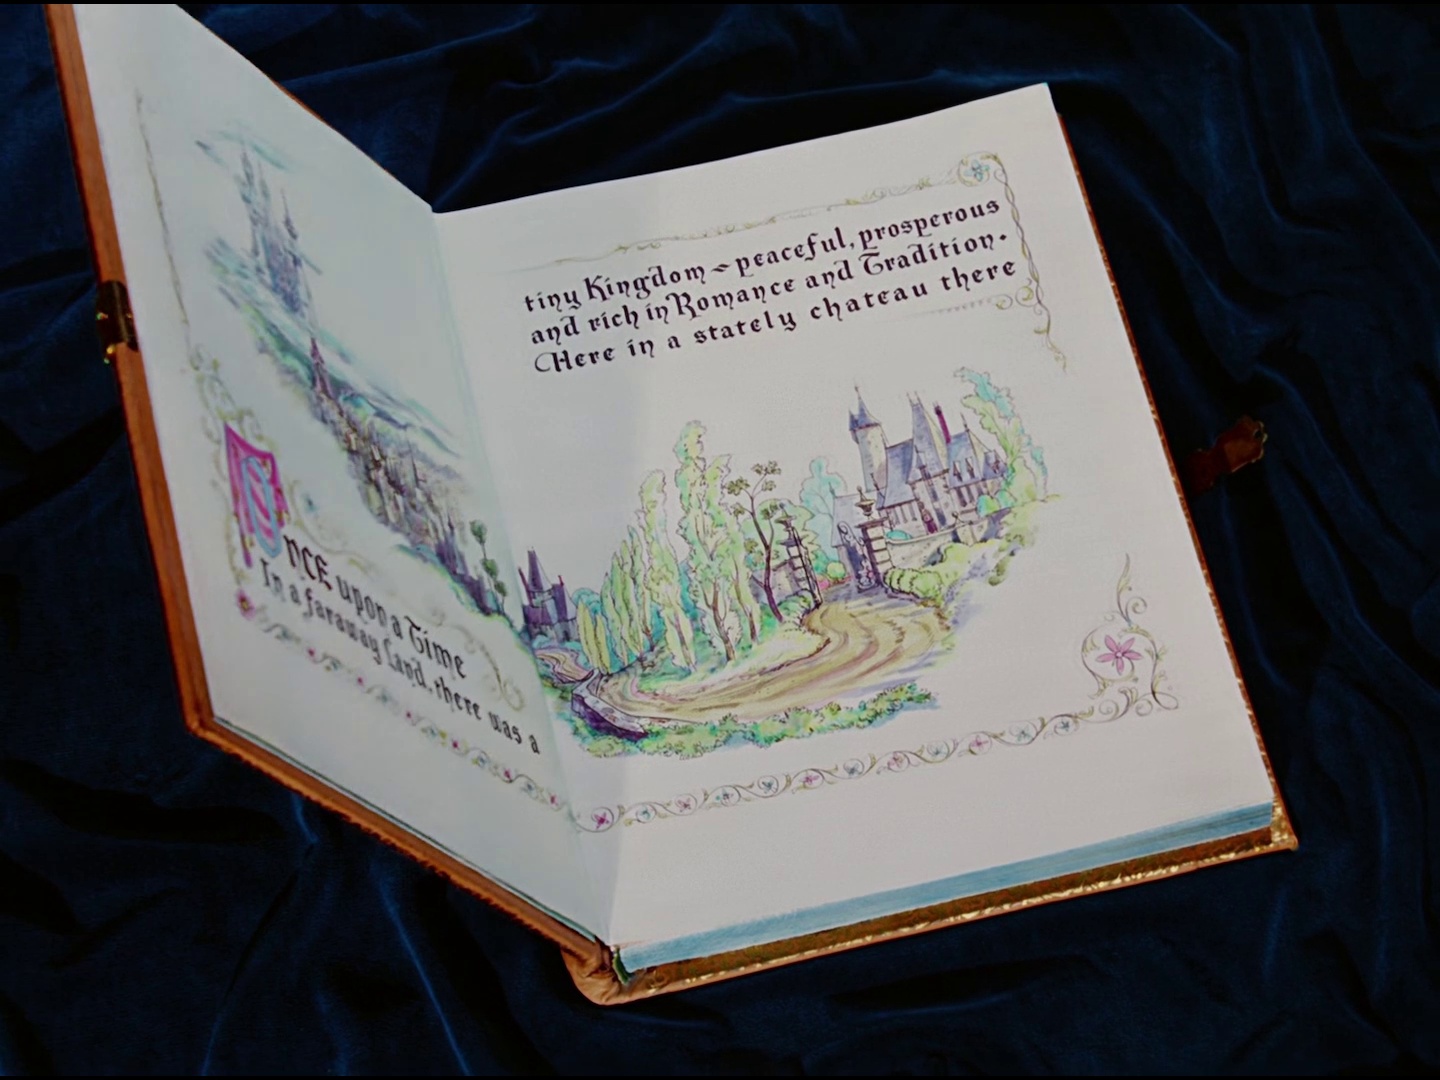 ONCE upon a Time
In a faraway Land, there was a
tiny Kingdom ~ peaceful, prosperous
and rich in Romance and Tradition.
Here in a stately chateau there